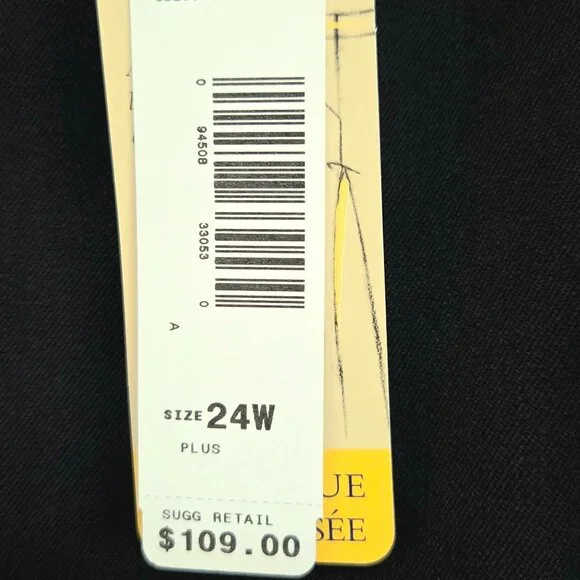 0 94508 33053 0
A
SIZE 24W
PLUS
SUGG RETAIL
$109.00
UE
SÉE